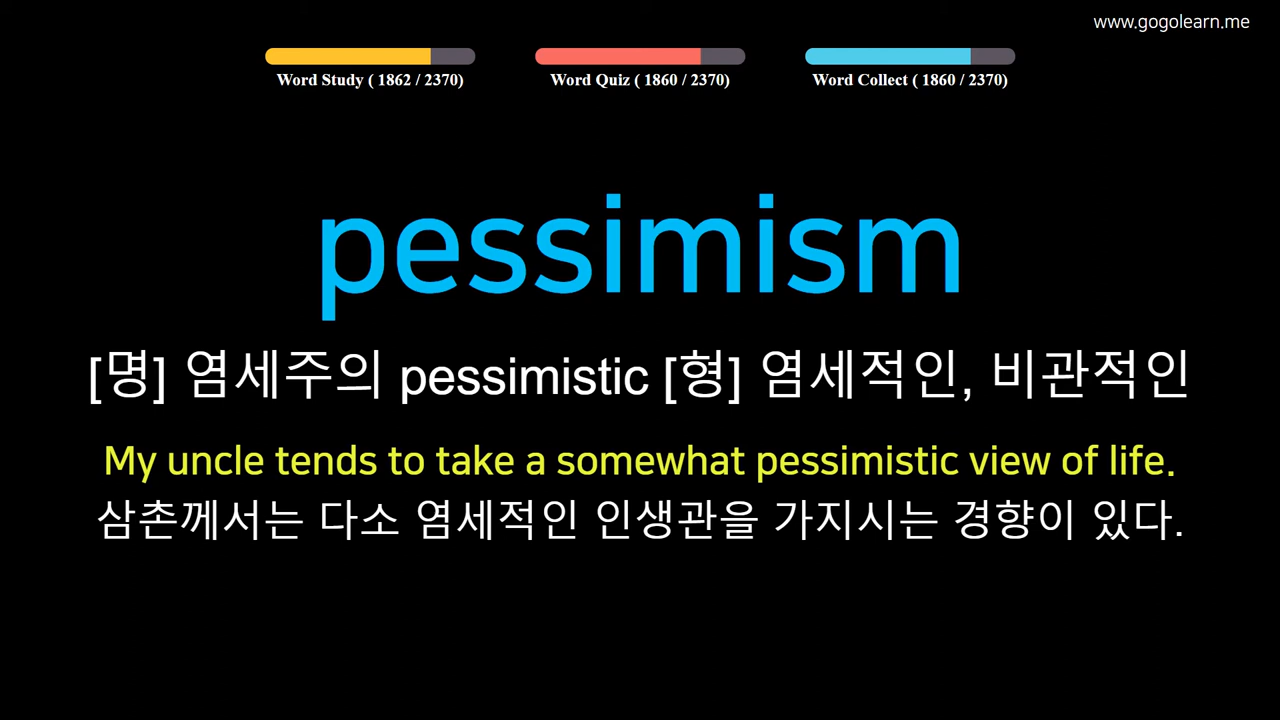 www.gogolearn.me
Word Study ( 1862 / 2370)
Word Quiz ( 1860 / 2370)
Word Collect ( 1860 / 2370)
pessimism
[명] 염세주의 pessimistic [형] 염세적인, 비관적인
My uncle tends to take a somewhat pessimistic view of life.
삼촌께서는 다소 염세적인 인생관을 가지시는 경향이 있다.